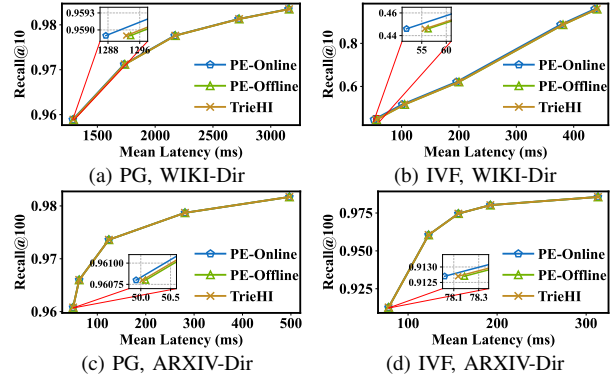 0.98
0.97
0.96
Recall@10
0.9593
0.9590
1288 1296
PE-Online
PE-Offline
TrieHI
1500 2000 2500 3000
Mean Latency (ms)
(a) PG, WIKI-Dir
0.8
0.6
Recall@10
0.46
0.44
55 60
PE-Online
PE-Offline
TrieHI
100 200 300 400
Mean Latency (ms)
(b) IVF, WIKI-Dir
0.98
0.97
0.96
Recall@100
PE-Online
PE-Offline
TrieHI
0.96100
0.96075
50.0 50.5
100 200 300 400 500
Mean Latency (ms)
(c) PG, ARXIV-Dir
0.975
0.950
0.925
Recall@100
PE-Online
PE-Offline
TrieHI
0.9130
0.9125
78.1 78.3
100 200 300
Mean Latency (ms)
(d) IVF, ARXIV-Dir